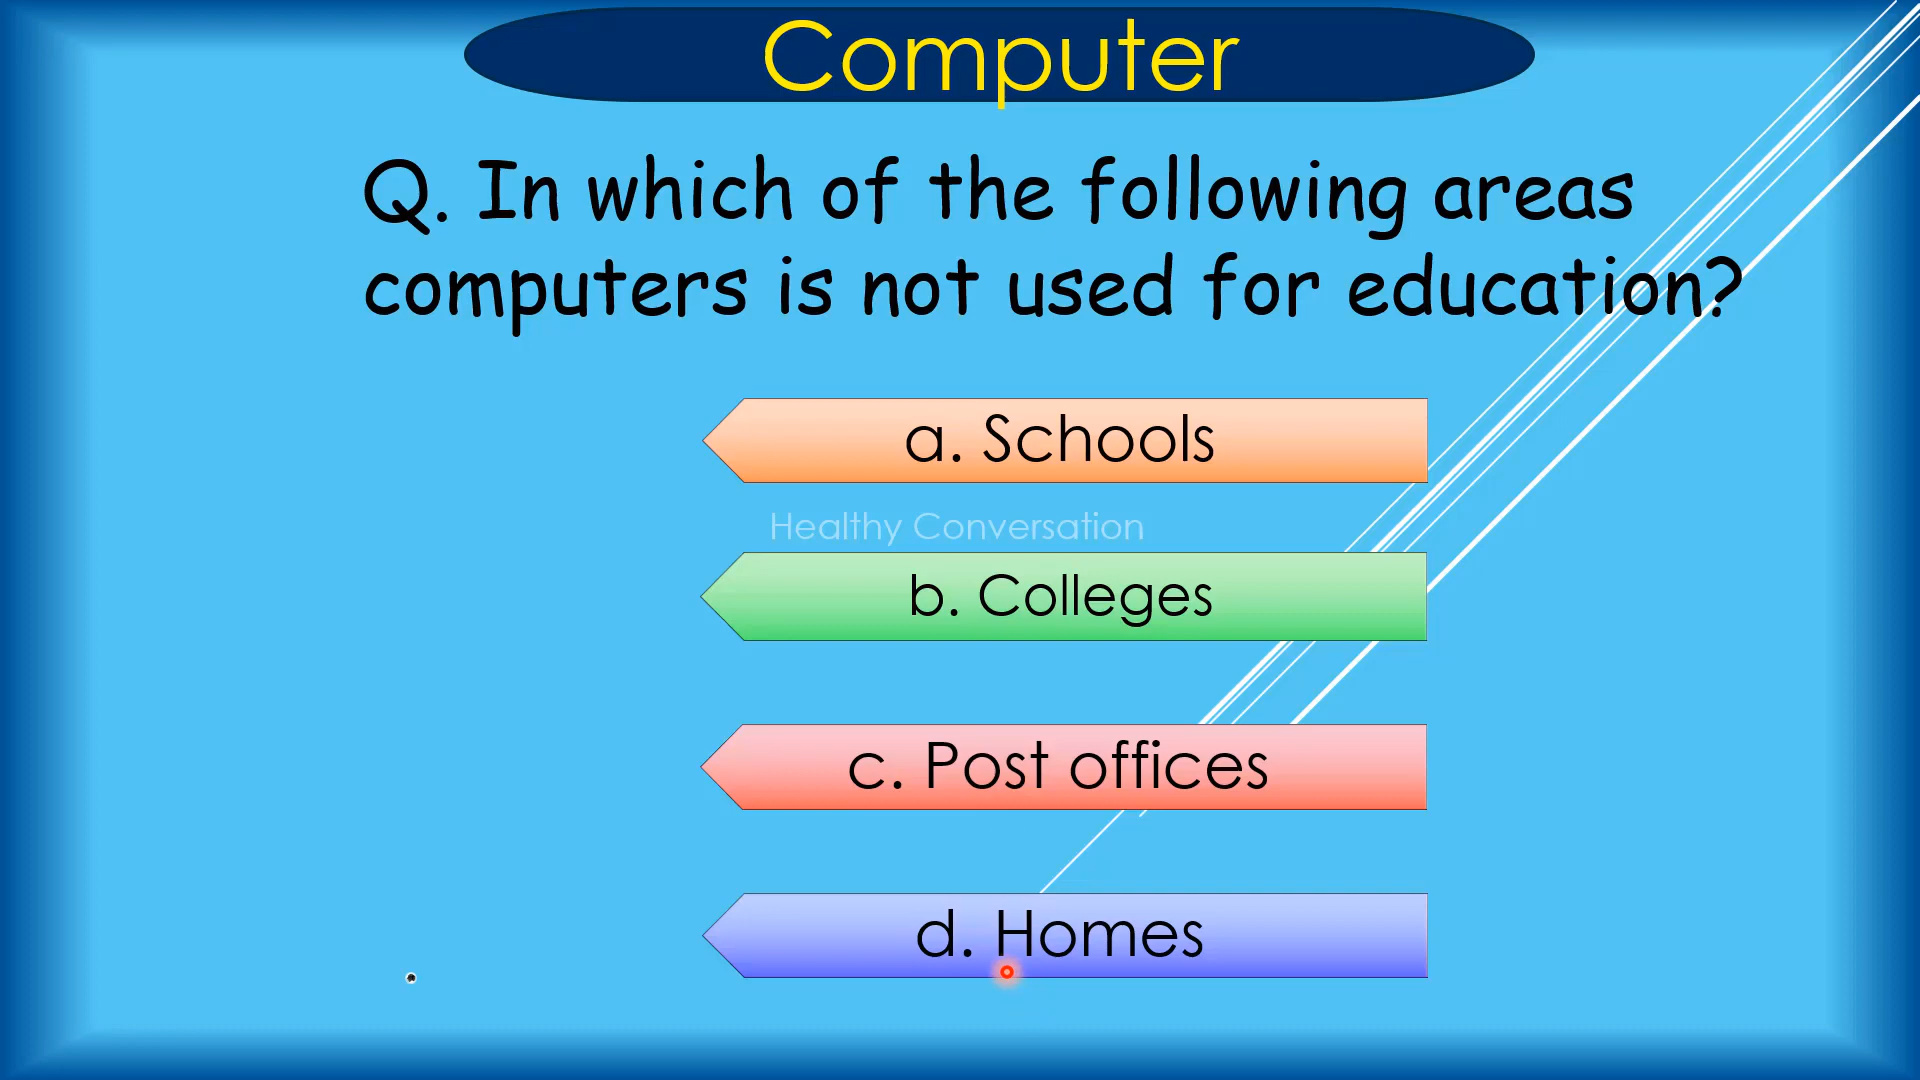 Computer
Q. In which of the following areas
computers is not used for education?
a. Schools
Healthy Conversation
b. Colleges
c. Post offices
d. Homes